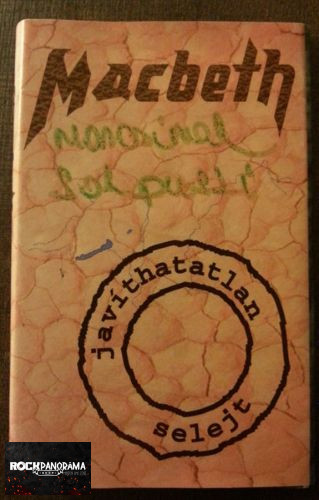 Macbeth
Sok puszi
javíthatatlan
selejt
ROCKPANORAMA